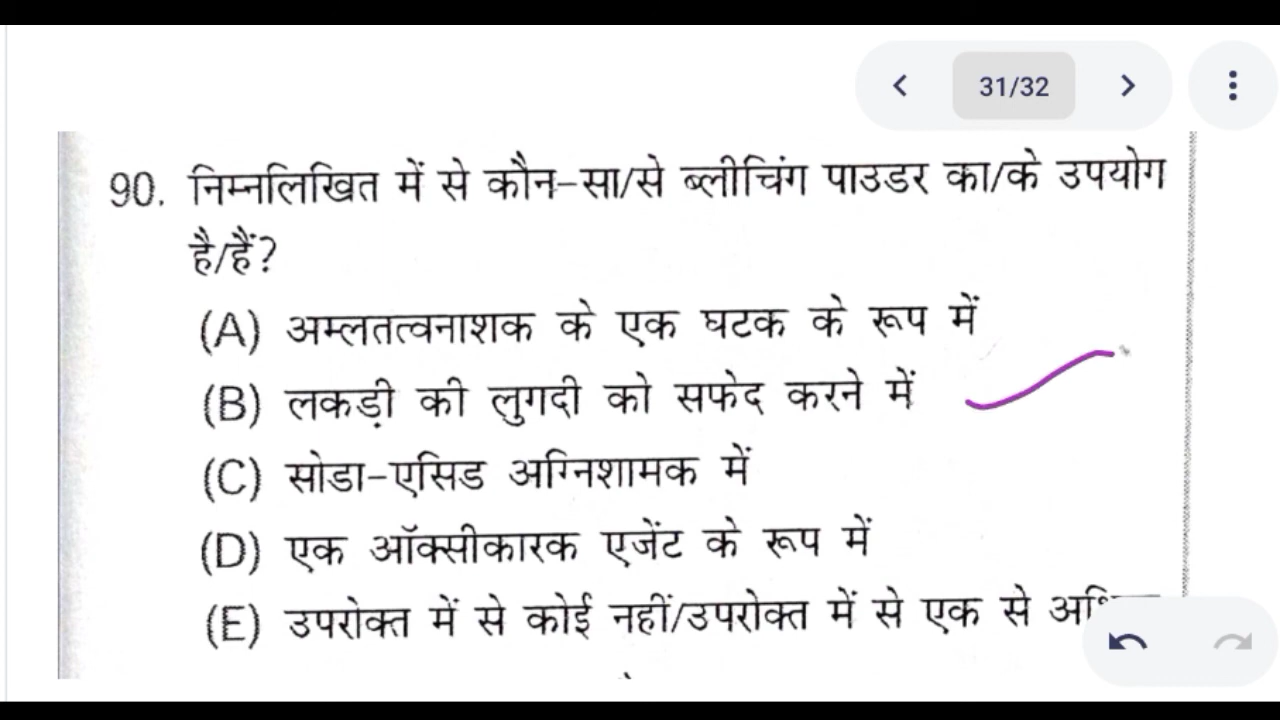 31/32
90. निम्नलिखित में से कौन-सा/से ब्लीचिंग पाउडर का/के उपयोग
है/हैं?
(A) अम्लतत्वनाशक के एक घटक के रूप में
(B) लकड़ी की लुगदी को सफेद करने में
(C) सोडा-एसिड अग्निशामक में
(D) एक ऑक्सीकारक एजेंट के रूप में
(E) उपरोक्त में से कोई नहीं/उपरोक्त में से एक से